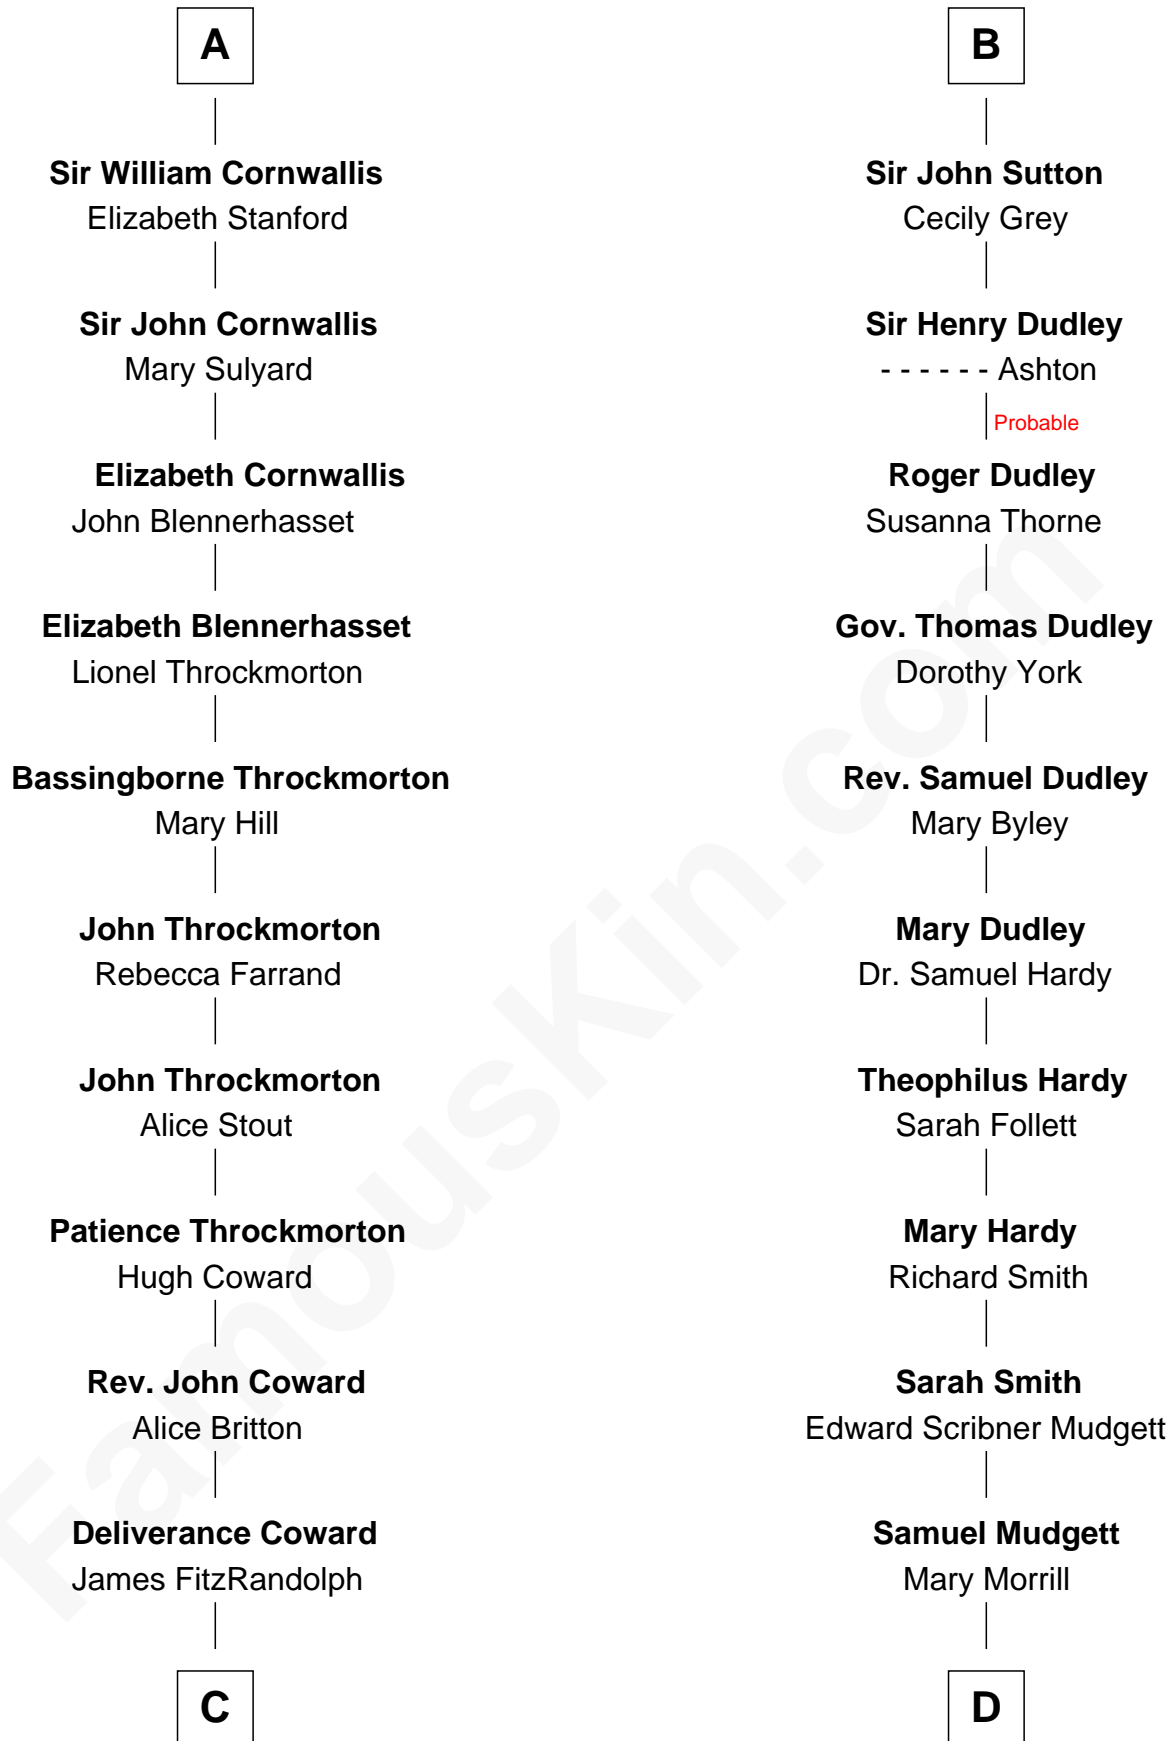 A
Sir William Cornwallis
Elizabeth Stanford
Sir John Cornwallis
Mary Sulyard
Elizabeth Cornwallis
John Blennerhasset
Elizabeth Blennerhasset
Lionel Throckmorton
Bassingborne Throckmorton
Mary Hill
John Throckmorton
Rebecca Farrand
John Throckmorton
Alice Stout
Patience Throckmorton
Hugh Coward
Rev. John Coward
Alice Britton
Deliverance Coward
James FitzRandolph
C
B
Sir John Sutton
Cecily Grey
Sir Henry Dudley
- - - - - - Ashton
Probable
Roger Dudley
Susanna Thorne
Gov. Thomas Dudley
Dorothy York
Rev. Samuel Dudley
Mary Byley
Mary Dudley
Dr. Samuel Hardy
Theophilus Hardy
Sarah Follett
Mary Hardy
Richard Smith
Sarah Smith
Edward Scribner Mudgett
Samuel Mudgett
Mary Morrill
D
FamousKin.com